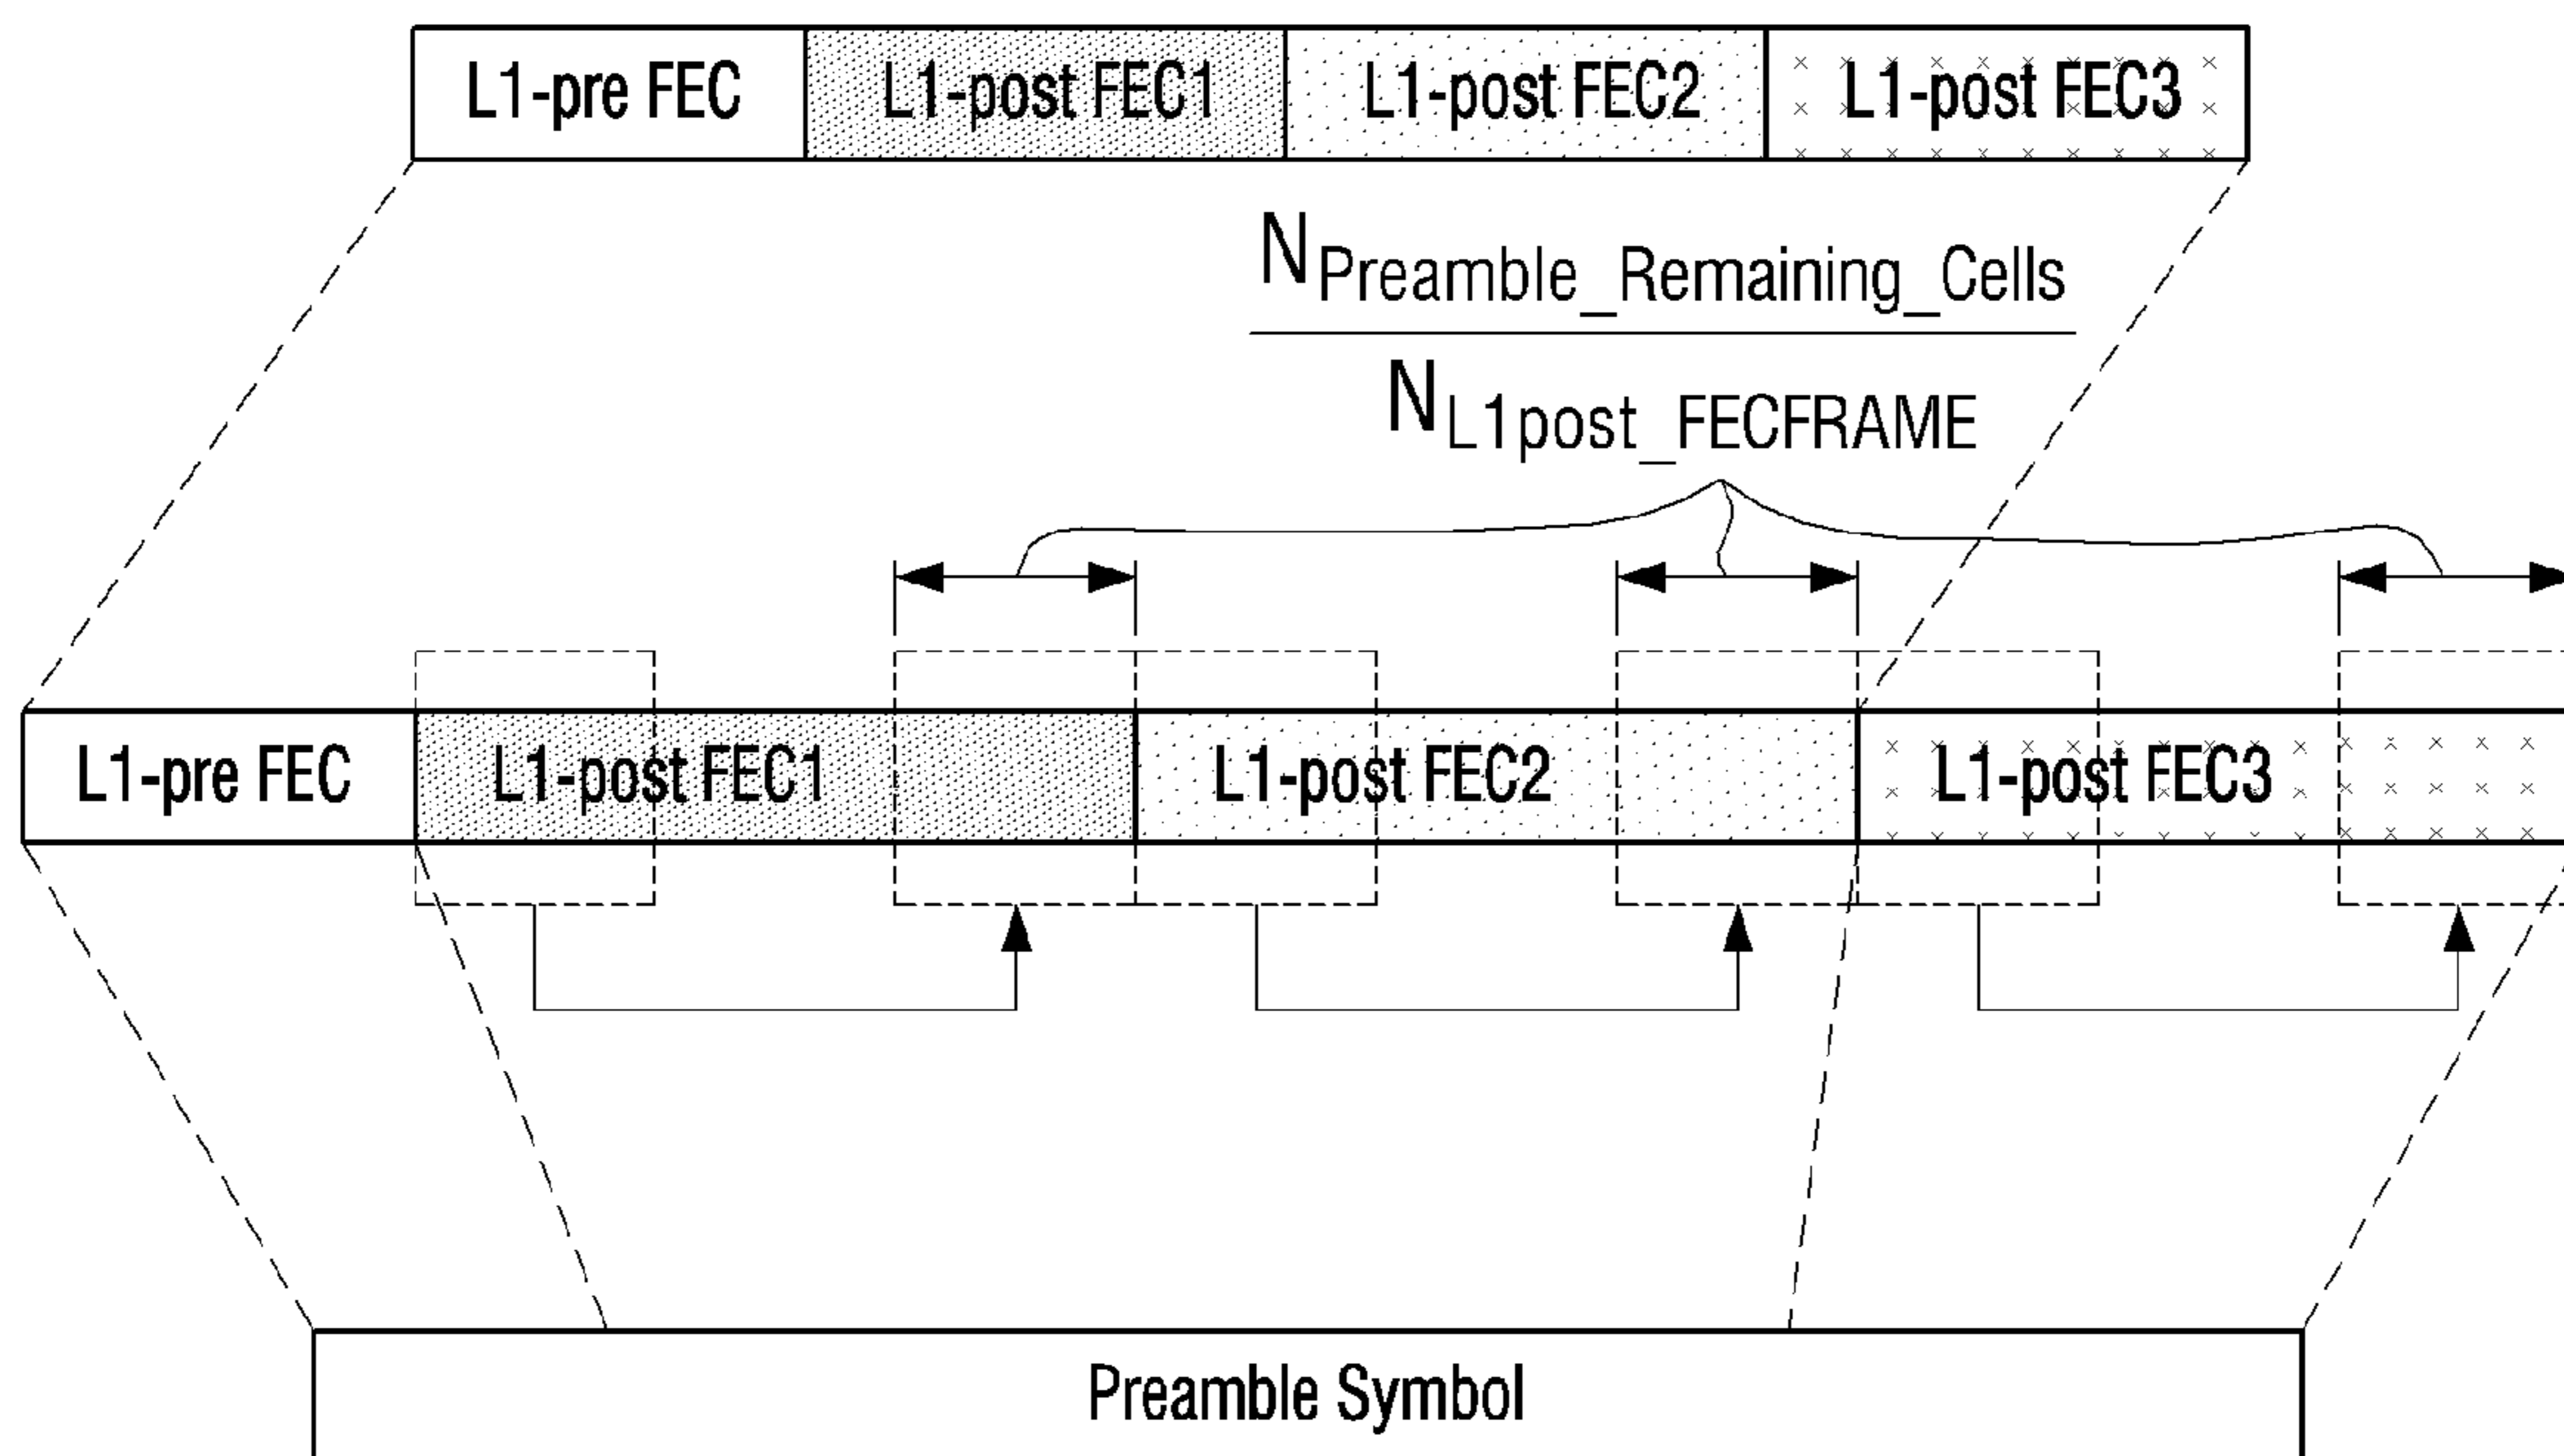 L1-pre FEC L1-post FEC1 L1-post FEC2 L1-post FEC3
NPreamble_Remaining_Cells
NL1post_FECFRAME
L1-pre FEC L1-post FEC1 L1-post FEC2 L1-post FEC3
Preamble Symbol